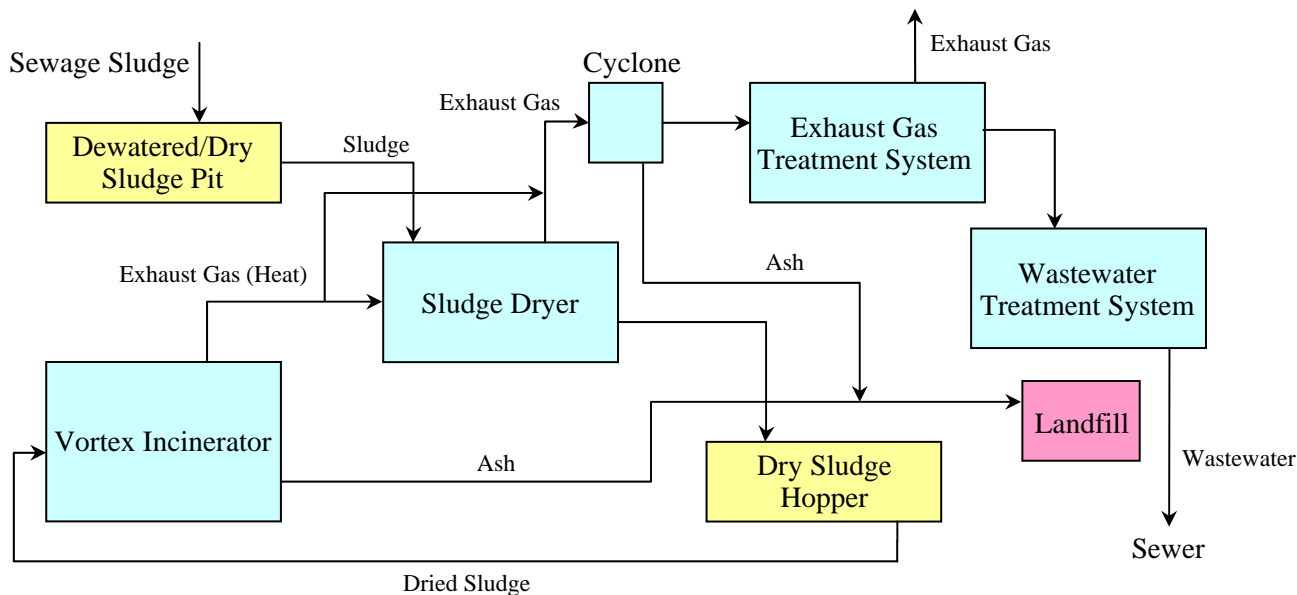 Exhaust Gas
Sewage Sludge
Cyclone
Exhaust Gas
Dewatered/Dry
Sludge Pit
Sludge
Exhaust Gas
Treatment System
Exhaust Gas (Heat)
Sludge Dryer
Ash
Wastewater
Treatment System
Vortex Incinerator
Landfill
Ash
Dry Sludge
Hopper
Wastewater
Sewer
Dried Sludge